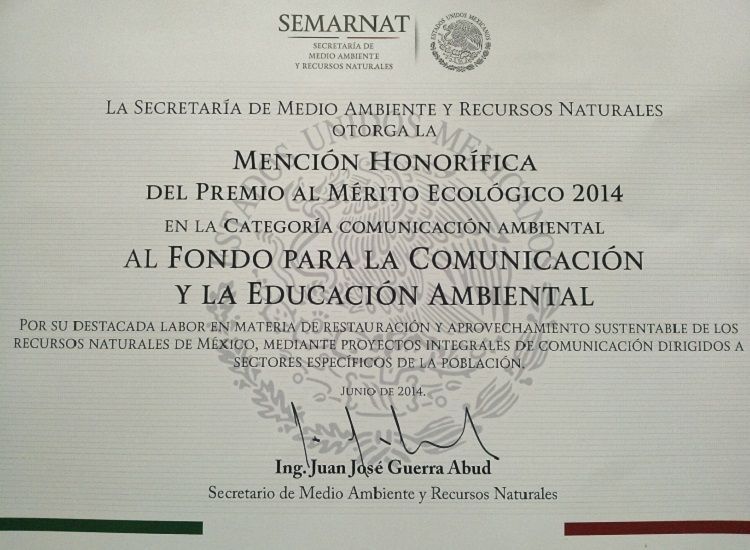 SEMARNAT
SECRETARÍA DE
MEDIO AMBIENTE
Y RECURSOS NATURALES
ESTADOS UNIDOS MEXICANOS
LA SECRETARÍA DE MEDIO AMBIENTE Y RECURSOS NATURALES
OTORGA LA
MENCIÓN HONORÍFICA
DEL PREMIO AL MÉRITO ECOLÓGICO 2014
EN LA CATEGORÍA COMUNICACIÓN AMBIENTAL
AL FONDO PARA LA COMUNICACIÓN
Y LA EDUCACIÓN AMBIENTAL
POR SU DESTACADA LABOR EN MATERIA DE RESTAURACIÓN Y APROVECHAMIENTO SUSTENTABLE DE LOS
RECURSOS NATURALES DE MÉXICO, MEDIANTE PROYECTOS INTEGRALES DE COMUNICACIÓN DIRIGIDOS A
SECTORES ESPECÍFICOS DE LA POBLACIÓN.
JUNIO DE 2014.
Ing. Juan José Guerra Abud
Secretario de Medio Ambiente y Recursos Naturales